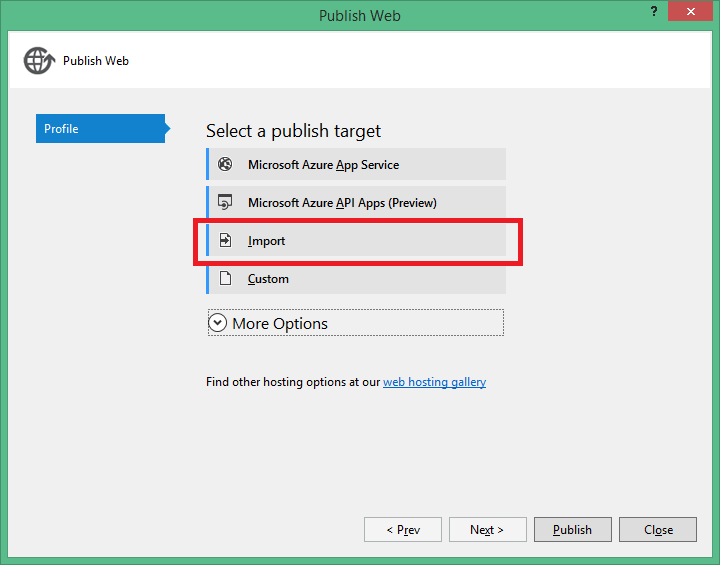 Publish Web
?
Publish Web
Profile
Select a publish target
Microsoft Azure App Service
Microsoft Azure API Apps (Preview)
Import
Custom
More Options
Find other hosting options at our web hosting gallery
< Prev
Next >
Publish
Close